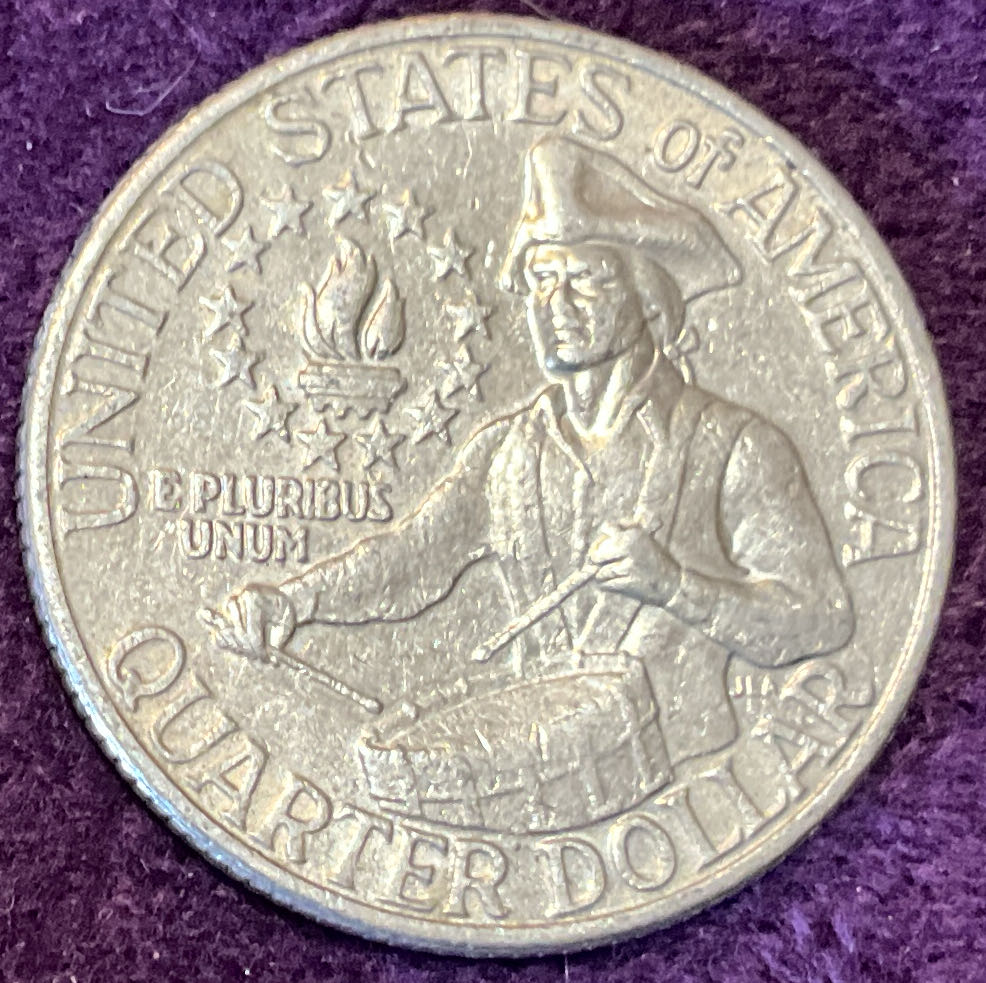 UNITED STATES OF AMERICA
E PLURIBUS
UNUM
QUARTER DOLLAR